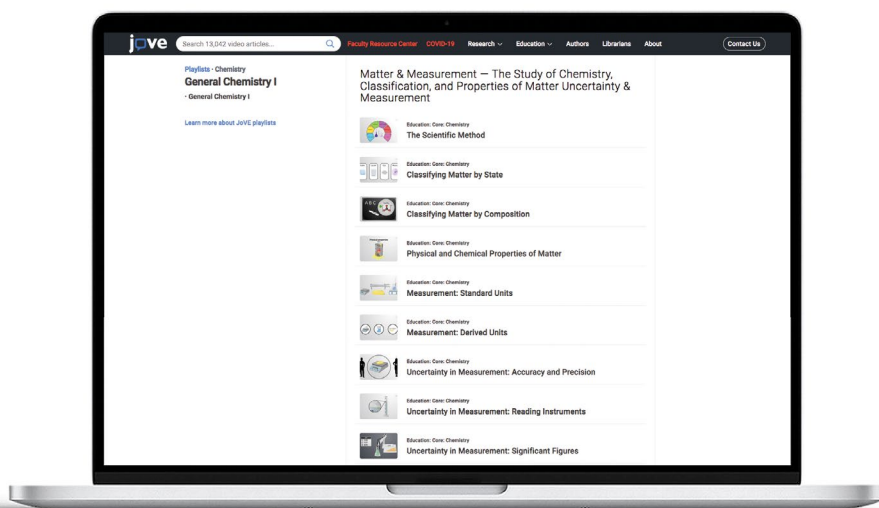 jove
Search 13,042 video articles...
Faculty Resource Center COVID-19 Research Education Authors Librarians About
Contact Us
Playlists · Chemistry
General Chemistry I
· General Chemistry I
Learn more about JoVE playlists
Matter & Measurement — The Study of Chemistry,
Classification, and Properties of Matter Uncertainty &
Measurement
Education: Core: Chemistry
The Scientific Method
Education: Core: Chemistry
Classifying Matter by State
ABC
Education: Core: Chemistry
Classifying Matter by Composition
Education: Core: Chemistry
Physical and Chemical Properties of Matter
Education: Core: Chemistry
Measurement: Standard Units
Education: Core: Chemistry
Measurement: Derived Units
Education: Core: Chemistry
Uncertainty in Measurement: Accuracy and Precision
Education: Core: Chemistry
Uncertainty in Measurement: Reading Instruments
Education: Core: Chemistry
Uncertainty in Measurement: Significant Figures